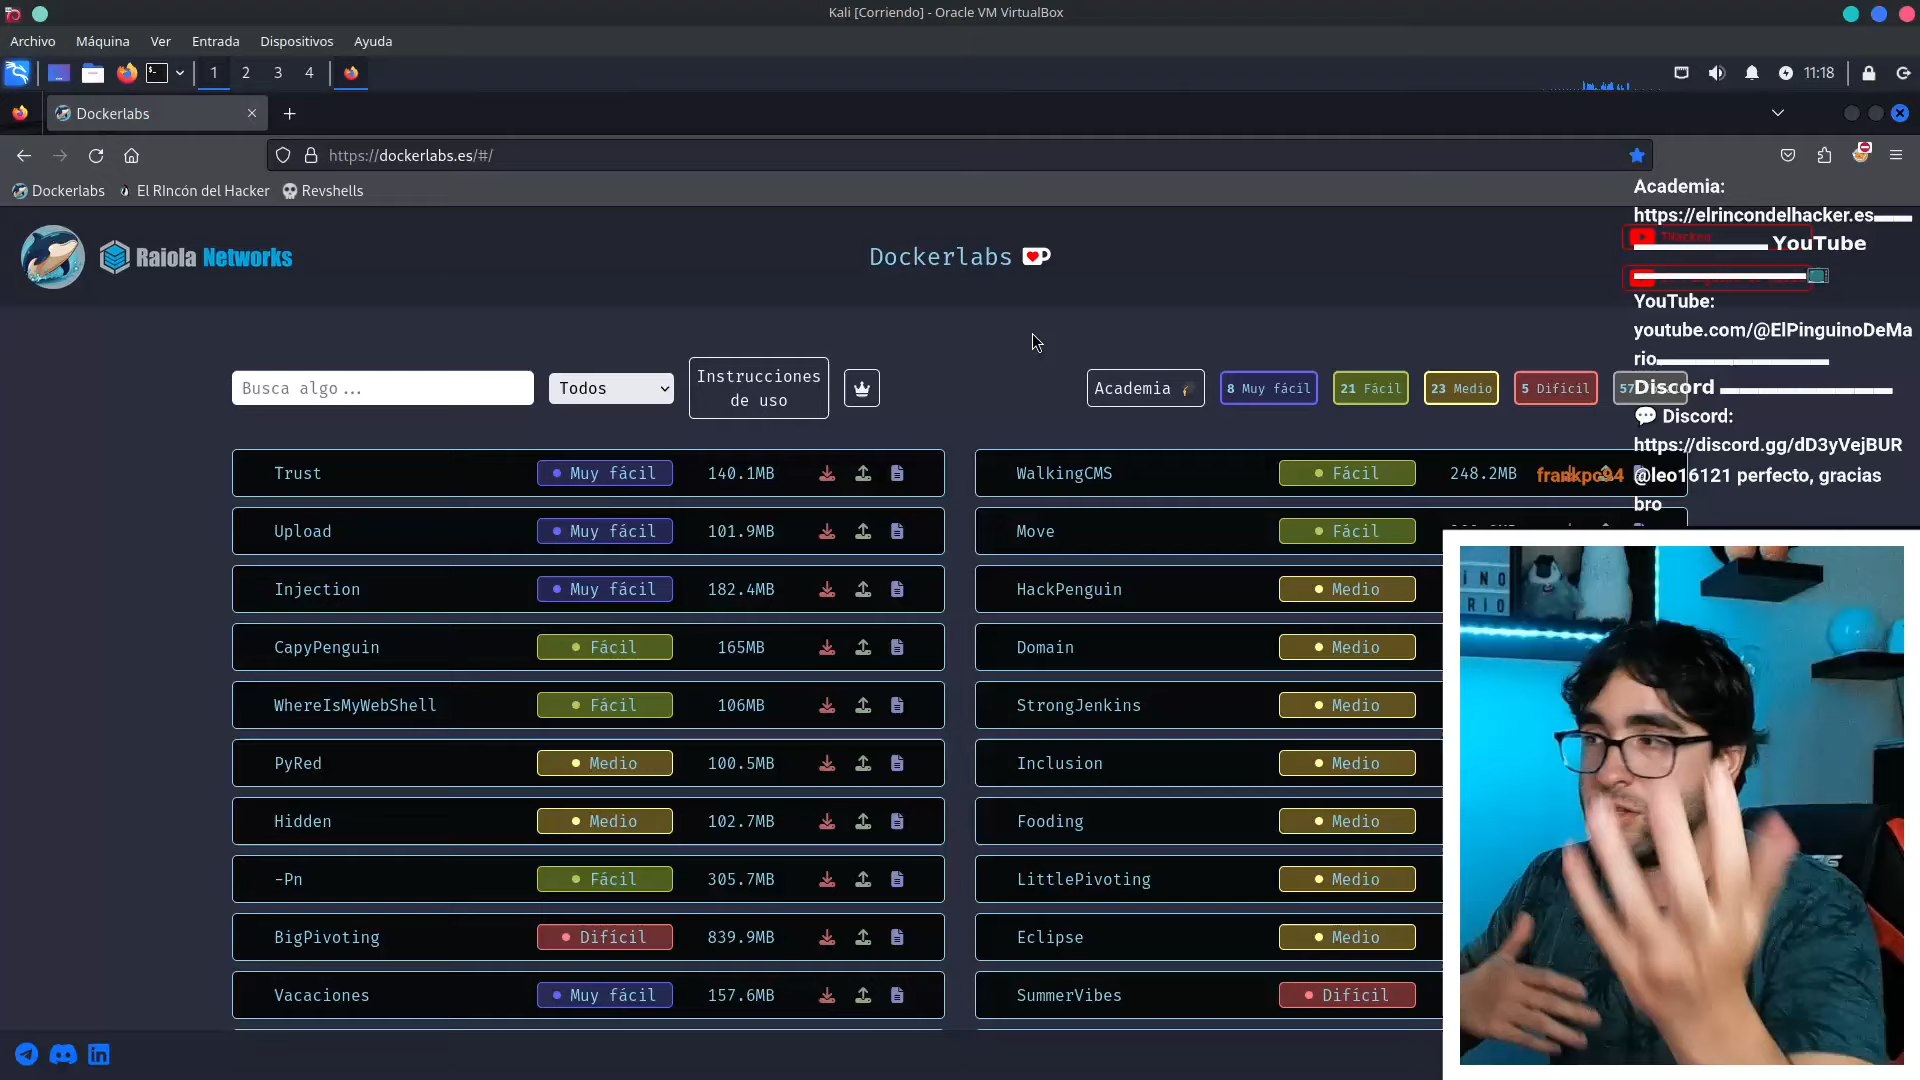 Kali [Corriendo] - Oracle VM VirtualBox
Archivo Máquina Ver Entrada Dispositivos Ayuda
1 2 3 4
11:18
Dockerlabs
https://dockerlabs.es/#/
Dockerlabs El RIncón del Hacker Revshells
Academia:
https://elrincondelhacker.es
YouTube
YouTube:
youtube.com/@ElPinguinoDeMa
rio
Discord
💬 Discord:
https://discord.gg/dD3yVejBUR
frankpc94 @leo16121 perfecto, gracias
bro
Raiola Networks
Dockerlabs
Busca algo ...
Todos
Instrucciones
de uso
Academia
8 Muy fácil
21 Fácil
23 Medio
5 Difícil
57
Trust Muy fácil 140.1MB
WalkingCMS Fácil 248.2MB
Upload Muy fácil 101.9MB
Move Fácil
Injection Muy fácil 182.4MB
HackPenguin Medio
CapyPenguin Fácil 165MB
Domain Medio
WhereIsMyWebShell Fácil 106MB
StrongJenkins Medio
PyRed Medio 100.5MB
Inclusion Medio
Hidden Medio 102.7MB
Fooding Medio
-Pn Fácil 305.7MB
LittlePivoting Medio
BigPivoting Difícil 839.9MB
Eclipse Medio
Vacaciones Muy fácil 157.6MB
SummerVibes Difícil